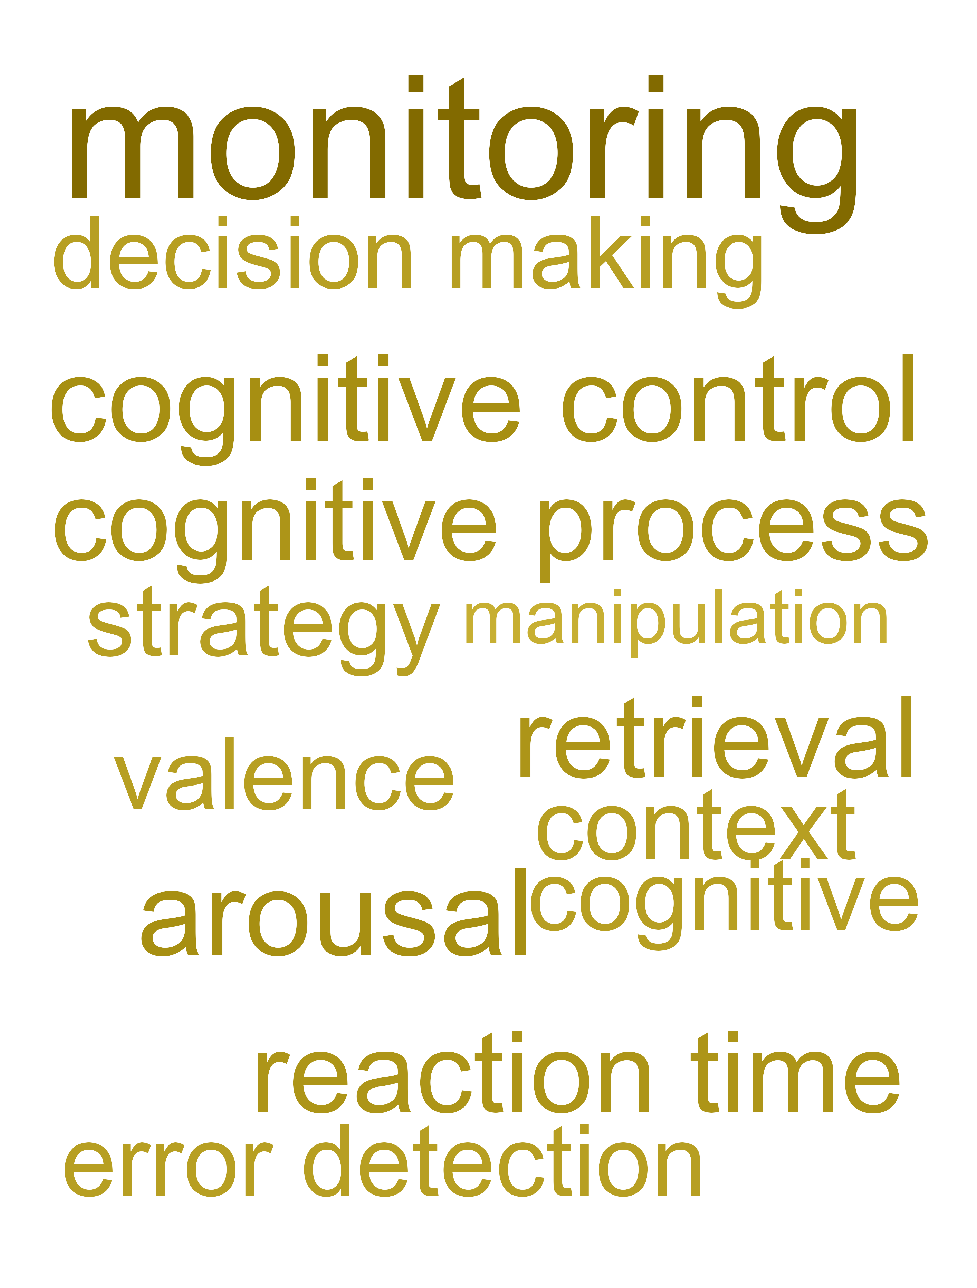 monitoring
decision making
cognitive control
cognitive process
strategy manipulation
retrieval
valence
context
cognitive
arousal
reaction time
error detection